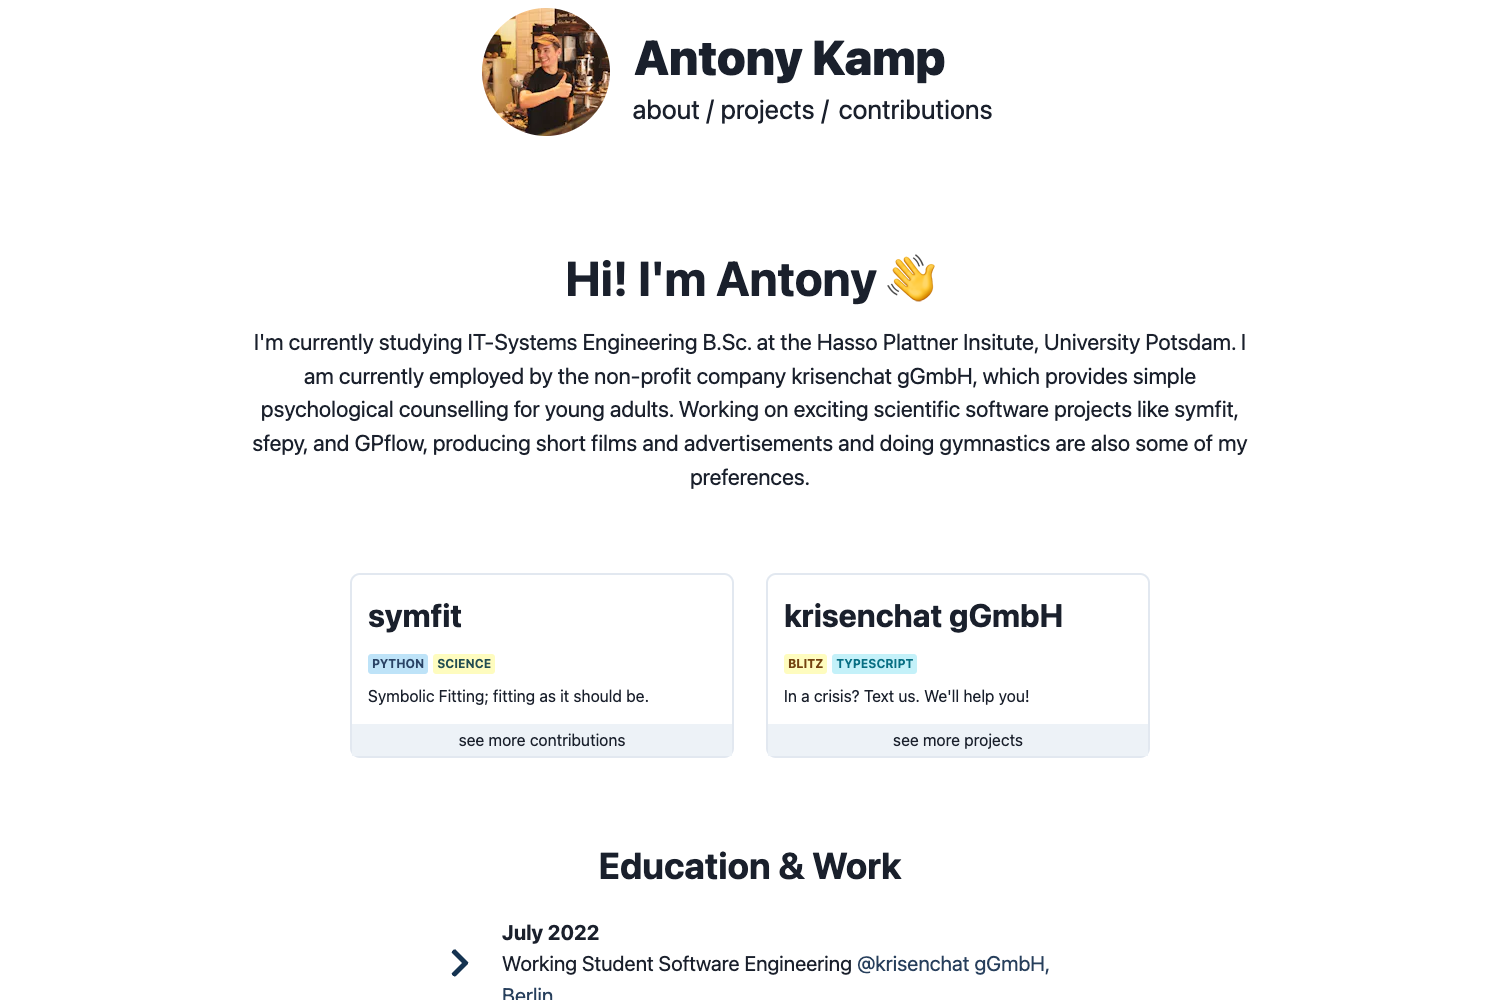 Antony Kamp
about / projects / contributions
Hi! I'm Antony 👋
I'm currently studying IT-Systems Engineering B.Sc. at the Hasso Plattner Insitute, University Potsdam. I
am currently employed by the non-profit company krisenchat gGmbH, which provides simple
psychological counselling for young adults. Working on exciting scientific software projects like symfit,
sfepy, and GPflow, producing short films and advertisements and doing gymnastics are also some of my
preferences.
symfit
PYTHON SCIENCE
Symbolic Fitting; fitting as it should be.
see more contributions
krisenchat gGmbH
BLITZ TYPESCRIPT
In a crisis? Text us. We'll help you!
see more projects
Education & Work
July 2022
Working Student Software Engineering @krisenchat gGmbH,
Berlin